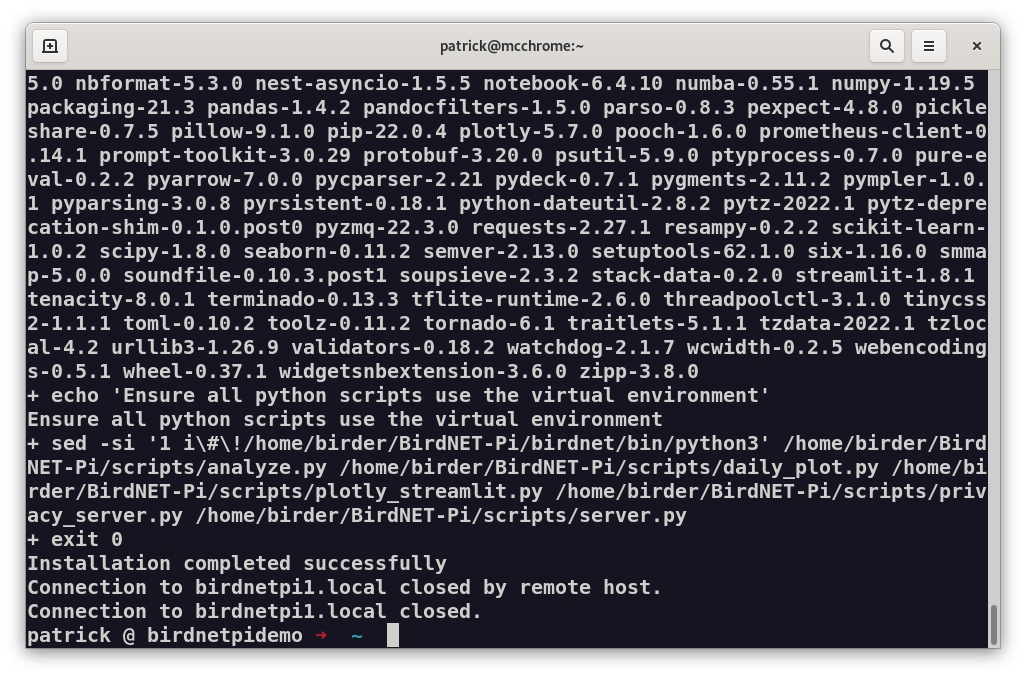 patrick@mcchrome:~
5.0 nbformat-5.3.0 nest-asyncio-1.5.5 notebook-6.4.10 numba-0.55.1 numpy-1.19.5
packaging-21.3 pandas-1.4.2 pandocfilters-1.5.0 parso-0.8.3 pexpect-4.8.0 pickle
share-0.7.5 pillow-9.1.0 pip-22.0.4 plotly-5.7.0 pooch-1.6.0 prometheus-client-0
.14.1 prompt-toolkit-3.0.29 protobuf-3.20.0 psutil-5.9.0 ptyprocess-0.7.0 pure-e
val-0.2.2 pyarrow-7.0.0 pycparser-2.21 pydeck-0.7.1 pygments-2.11.2 pympler-1.0.
1 pyparsing-3.0.8 pyrsistent-0.18.1 python-dateutil-2.8.2 pytz-2022.1 pytz-depre
cation-shim-0.1.0.post0 pyzmq-22.3.0 requests-2.27.1 resampy-0.2.2 scikit-learn-
1.0.2 scipy-1.8.0 seaborn-0.11.2 semver-2.13.0 setuptools-62.1.0 six-1.16.0 smma
p-5.0.0 soundfile-0.10.3.post1 soupsieve-2.3.2 stack-data-0.2.0 streamlit-1.8.1
tenacity-8.0.1 terminado-0.13.3 tflite-runtime-2.6.0 threadpoolctl-3.1.0 tinycss
2-1.1.1 toml-0.10.2 toolz-0.11.2 tornado-6.1 traitlets-5.1.1 tzdata-2022.1 tzloc
al-4.2 urllib3-1.26.9 validators-0.18.2 watchdog-2.1.7 wcwidth-0.2.5 webencoding
s-0.5.1 wheel-0.37.1 widgetsnbextension-3.6.0 zipp-3.8.0
+ echo 'Ensure all python scripts use the virtual environment'
Ensure all python scripts use the virtual environment
+ sed -si '1 i\#\!/home/birder/BirdNET-Pi/birdnet/bin/python3' /home/birder/Bird
NET-Pi/scripts/analyze.py /home/birder/BirdNET-Pi/scripts/daily_plot.py /home/bi
rder/BirdNET-Pi/scripts/plotly_streamlit.py /home/birder/BirdNET-Pi/scripts/priv
acy_server.py /home/birder/BirdNET-Pi/scripts/server.py
+ exit 0
Installation completed successfully
Connection to birdnetpi1.local closed by remote host.
Connection to birdnetpi1.local closed.
patrick @ birdnetpidemo ➜  ~